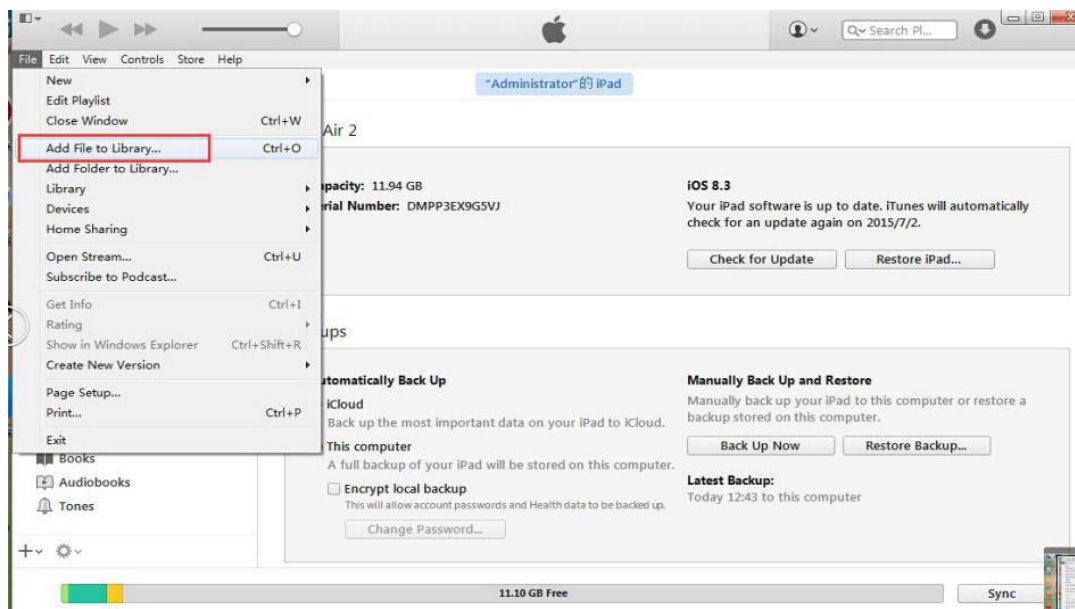 Search Pl...
File Edit View Controls Store Help
"Administrator"的 iPad
New
Edit Playlist
Close Window Ctrl+W
Add File to Library... Ctrl+O
Add Folder to Library...
Library
Devices
Home Sharing
Open Stream... Ctrl+U
Subscribe to Podcast...
Get Info Ctrl+I
Rating
Show in Windows Explorer Ctrl+Shift+R
Create New Version
Page Setup...
Print... Ctrl+P
Exit
Books
Audiobooks
Tones
Air 2
pacity: 11.94 GB
rial Number: DMPP3EX9G5VJ
iOS 8.3
Your iPad software is up to date. iTunes will automatically
check for an update again on 2015/7/2.
Check for Update Restore iPad...
ups
utomatically Back Up
iCloud
Back up the most important data on your iPad to iCloud.
This computer
A full backup of your iPad will be stored on this computer.
Encrypt local backup
This will allow account passwords and Health data to be backed up.
Change Password...
Manually Back Up and Restore
Manually back up your iPad to this computer or restore a
backup stored on this computer.
Back Up Now Restore Backup...
Latest Backup:
Today 12:43 to this computer
11.10 GB Free
Sync